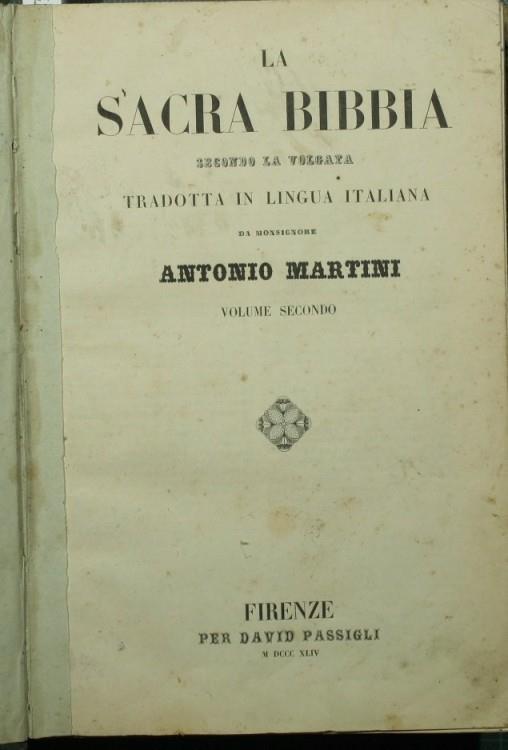 LA
SACRA BIBBIA
SECONDO LA VOLGATA
TRADOTTA IN LINGUA ITALIANA
DA MONSIGNORE
ANTONIO MARTINI
VOLUME SECONDO
FIRENZE
PER DAVID PASSIGLI
M DCCC XLIV